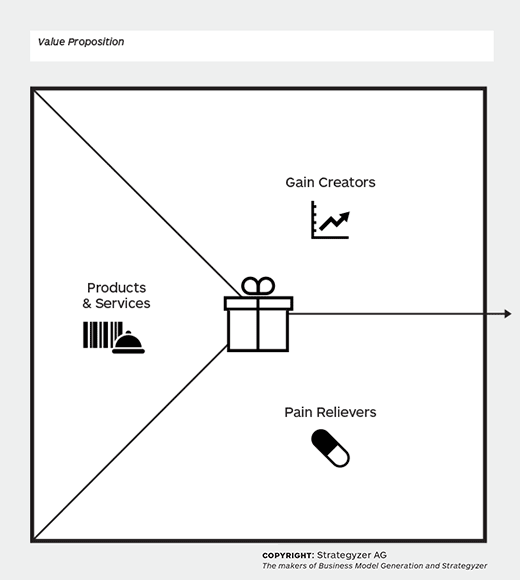 Value Proposition
Gain Creators
Products
& Services
Pain Relievers
COPYRIGHT: Strategyzer AG
The makers of Business Model Generation and Strategyzer